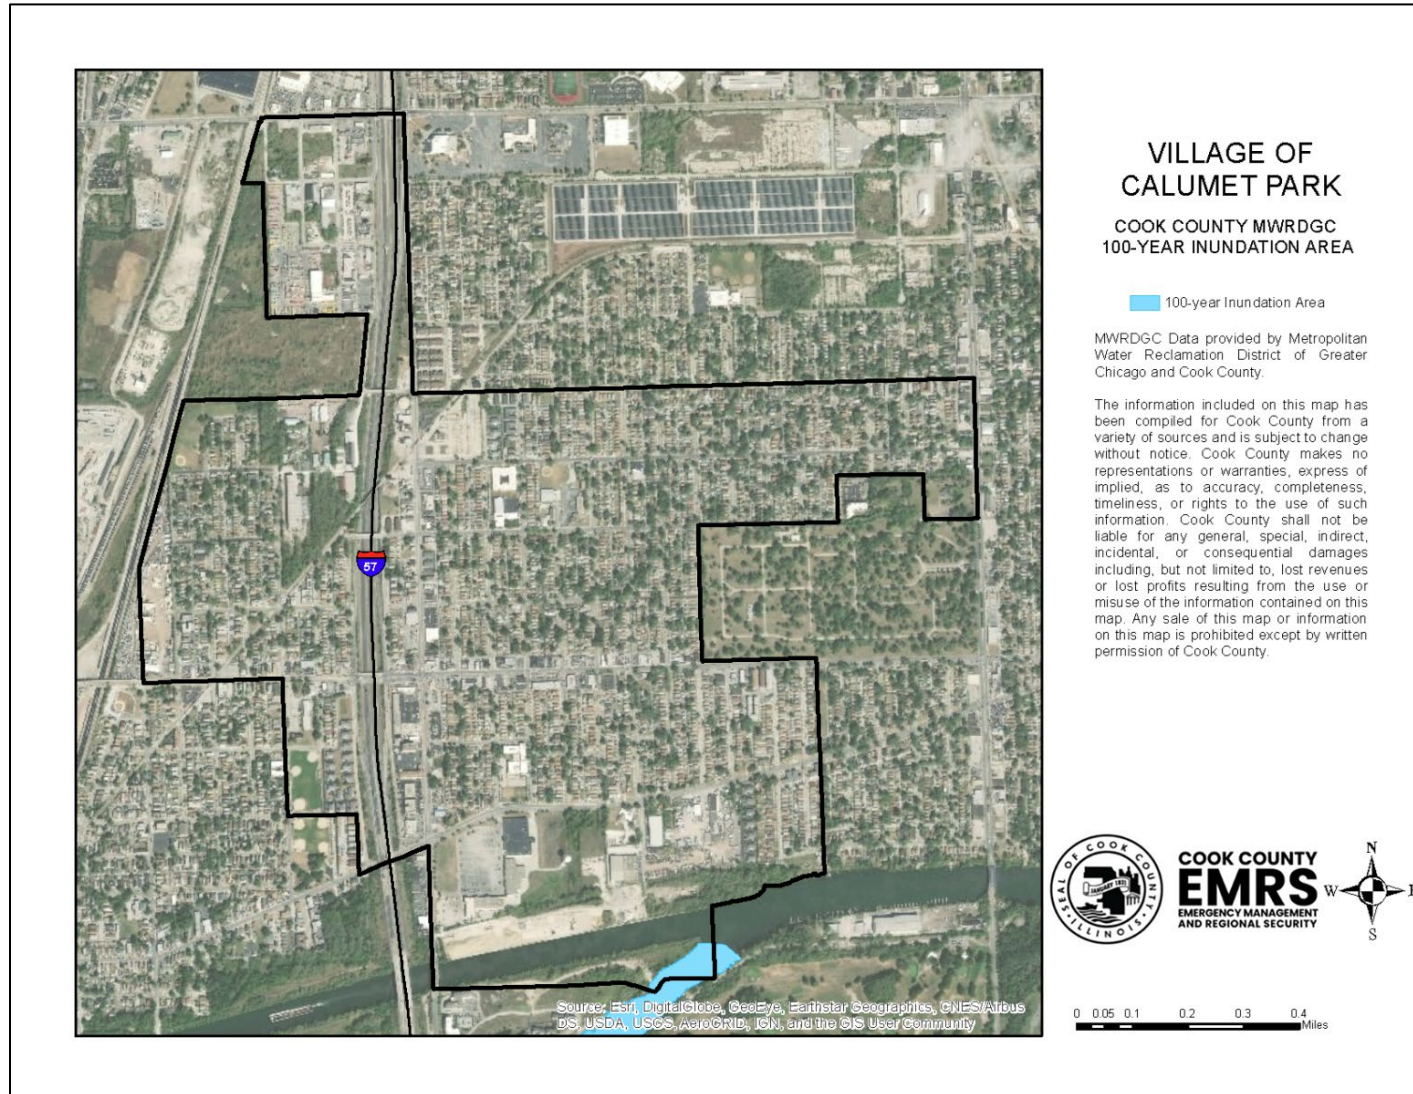 VILLAGE OF
CALUMET PARK
COOK COUNTY MWRDGC
100-YEAR INUNDATION AREA
100-year Inundation Area
MWRDGC Data provided by Metropolitan
Water Reclamation District of Greater
Chicago and Cook County.
The information included on this map has
been compiled for Cook County from a
variety of sources and is subject to change
without notice. Cook County makes no
representations or warranties, express of
implied, as to accuracy, completeness,
timeliness, or rights to the use of such
information. Cook County shall not be
liable for any general, special, indirect,
incidental, or consequential damages
including, but not limited to, lost revenues
or lost profits resulting from the use or
misuse of the information contained on this
map. Any sale of this map or information
on this map is prohibited except by written
permission of Cook County.
57
SEAL OF COOK COUNTY
JANUARY 1831
ILLINOIS
COOK COUNTY
EMRS
EMERGENCY MANAGEMENT
AND REGIONAL SECURITY
N
W E
S
Source: Esri, DigitalGlobe, GeoEye, Earthstar Geographics, CNES/Airbus
DS, USDA, USGS, AeroGRID, IGN, and the GIS User Community
0 0.05 0.1 0.2 0.3 0.4
Miles